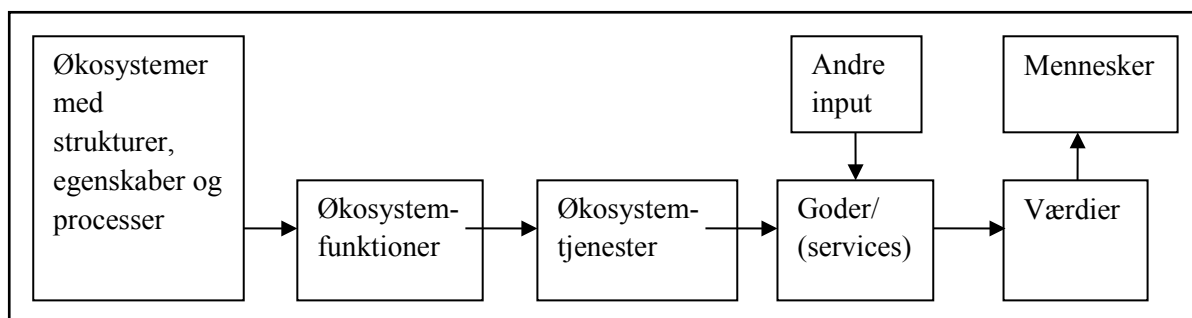 Økosystemer
med
strukturer,
egenskaber og
processer
Økosystem-
funktioner
Økosystem-
tjenester
Andre
input
Goder/
(services)
Mennesker
Værdier